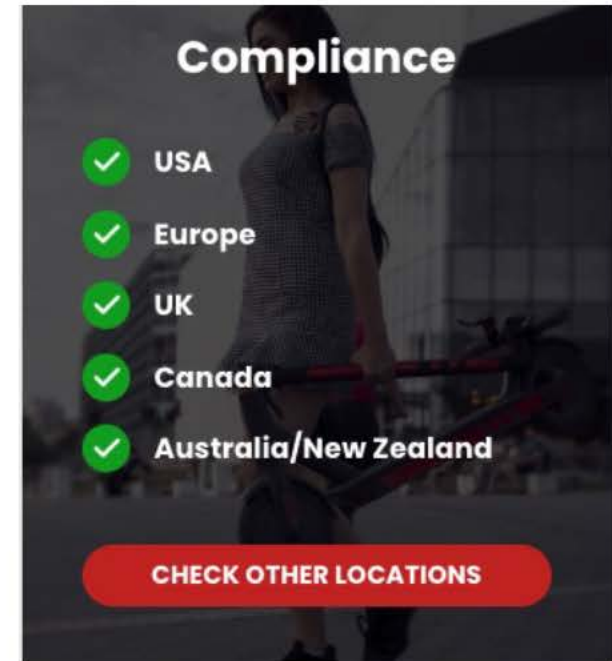 Compliance
USA
Europe
UK
Canada
Australia/New Zealand
CHECK OTHER LOCATIONS